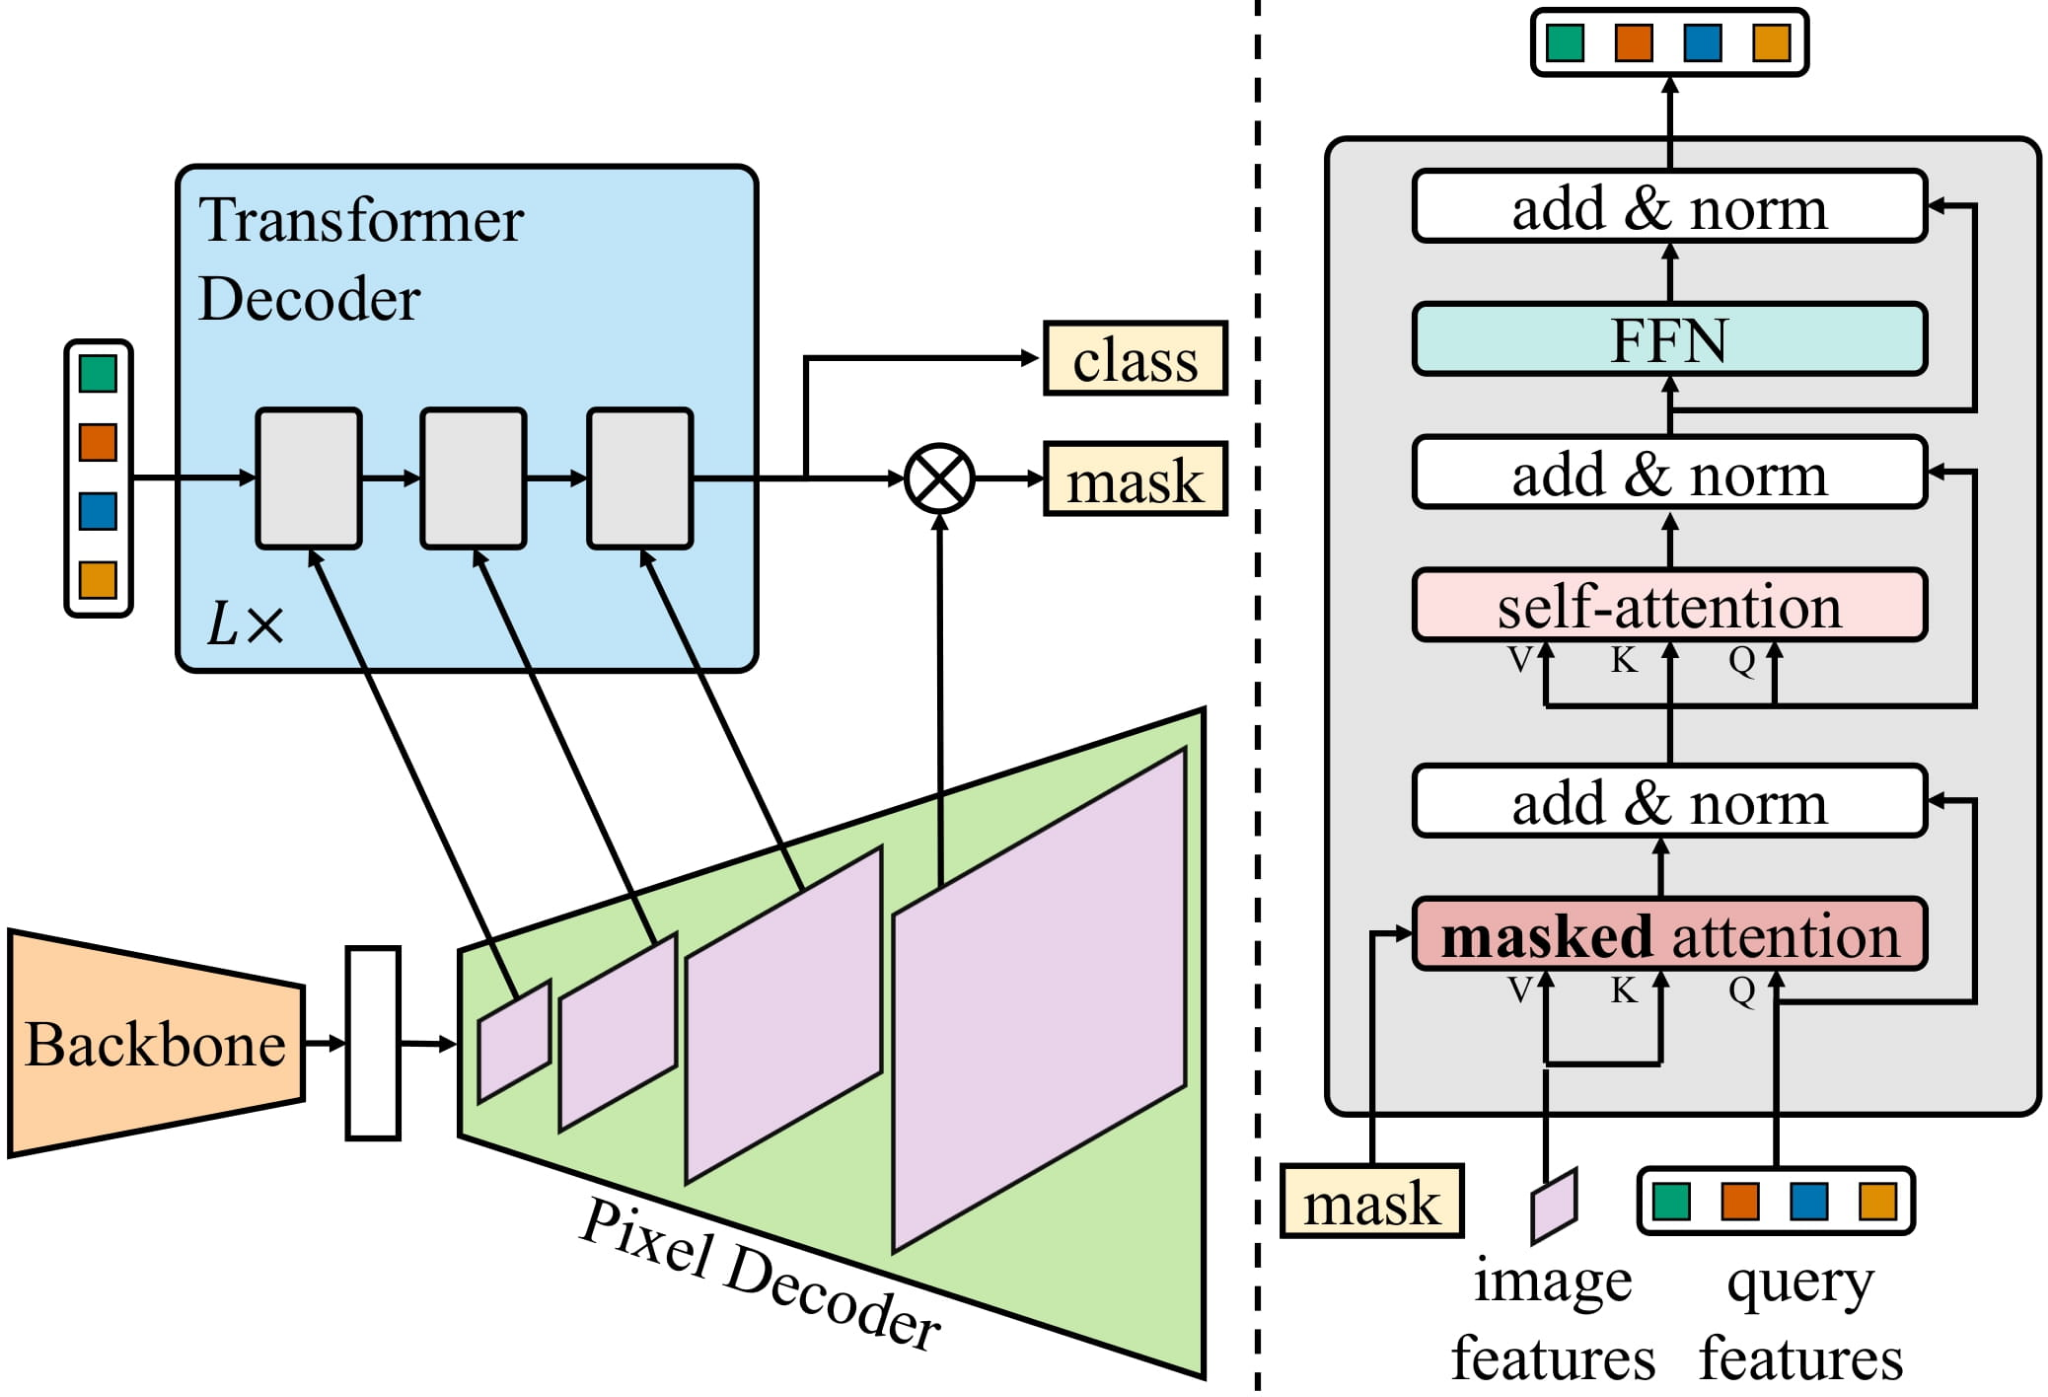 Transformer
Decoder
L×
class
mask
Backbone
Pixel Decoder
add & norm
FFN
add & norm
self-attention
V K Q
add & norm
masked attention
V K Q
mask
image
features
query
features